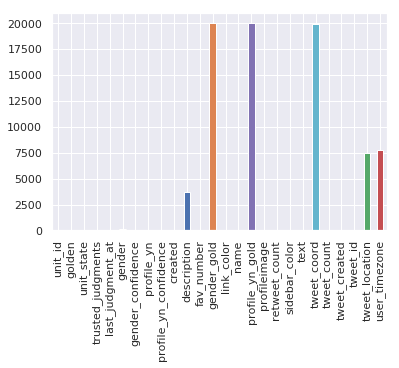 20000
17500
15000
12500
10000
7500
5000
2500
0
unit_id
golden
unit_state
trusted_judgments
last_judgment_at
gender
gender_confidence
profile_yn
profile_yn_confidence
created
description
fav_number
gender_gold
link_color
name
profile_yn_gold
profileimage
retweet_count
sidebar_color
text
tweet_coord
tweet_count
tweet_created
tweet_id
tweet_location
user_timezone